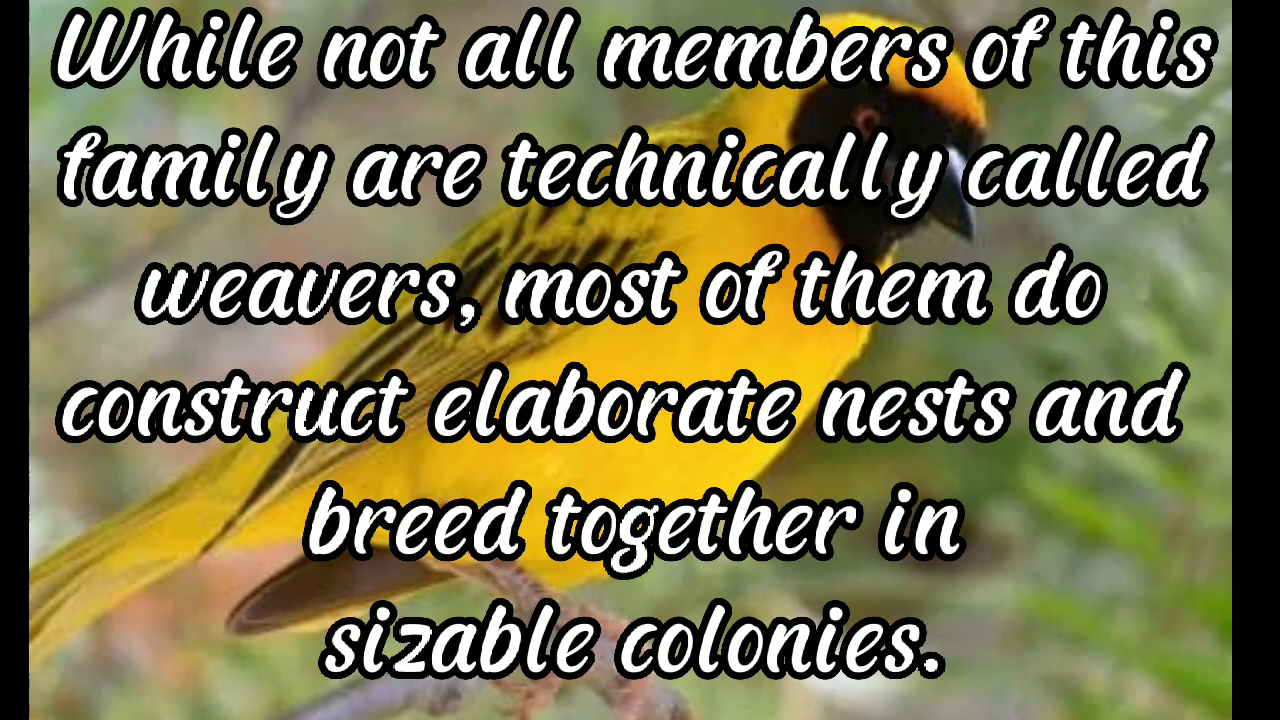 While not all members of this
family are technically called
weavers, most of them do
construct elaborate nests and
breed together in
sizable colonies.